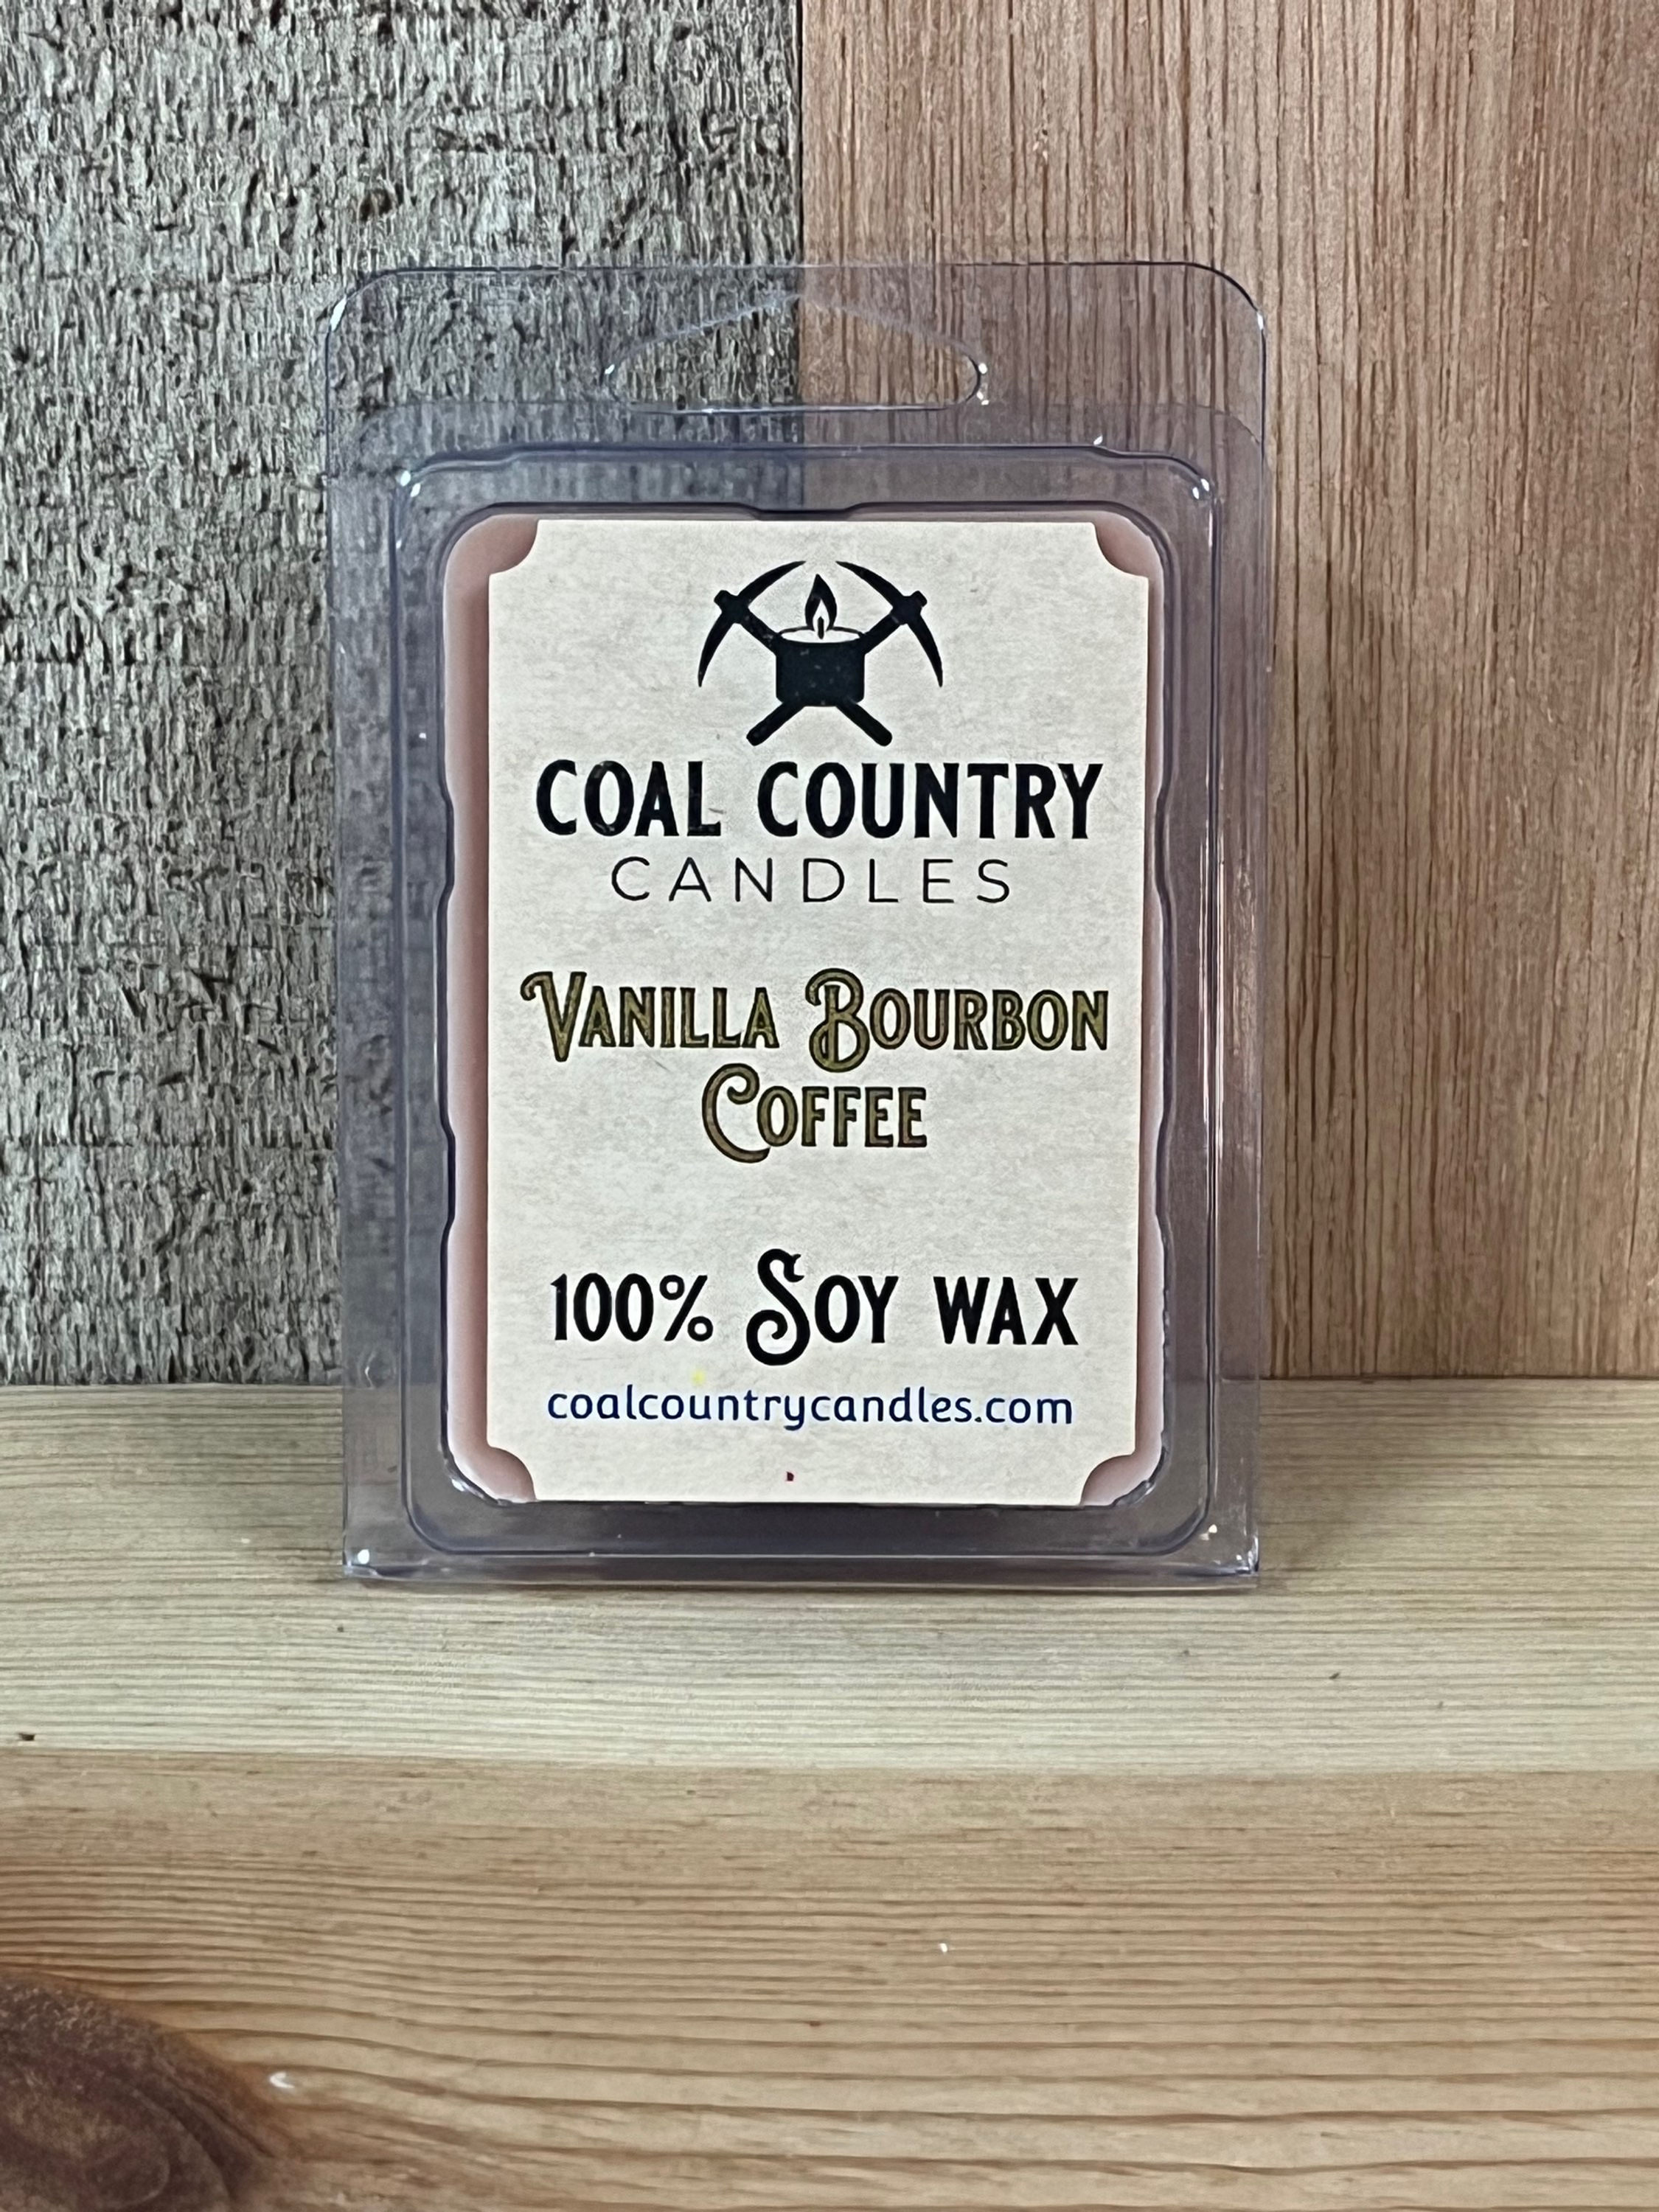 COAL COUNTRY
CANDLES
VANILLA BOURBON
COFFEE
100% SOY WAX
coalcountrycandles.com